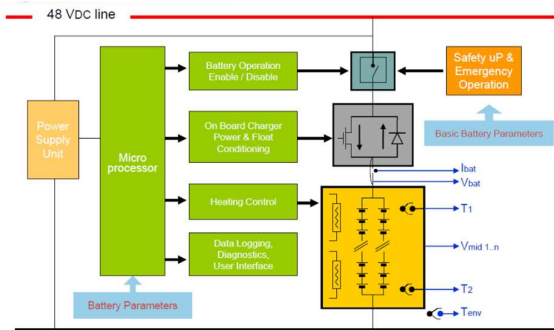 48 VDC line
Battery Operation
Enable / Disable
Safety uP &
Emergency
Operation
Power
Supply
Unit
Micro
processor
On Board Charger
Power & Float
Conditioning
Basic Battery Parameters
Ibat
Vbat
Heating Control
T1
Vmid 1..n
Data Logging,
Diagnostics,
User Interface
T2
Battery Parameters
Tenv